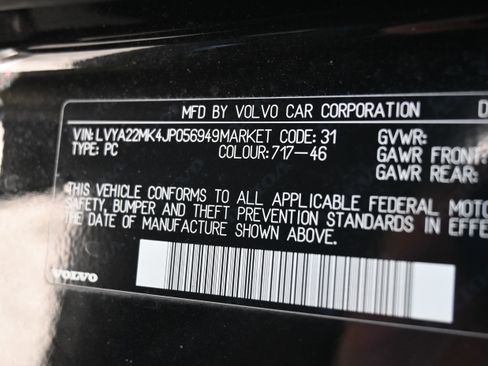 MFD BY VOLVO CAR CORPORATION
VIN: LVYA22MK4JP056949 MARKET CODE: 31 GVWR:
TYPE: PC COLOUR: 717-46 GAWR FRONT:
GAWR REAR:
THIS VEHICLE CONFORMS TO ALL APPLICABLE FEDERAL MOTO
SAFETY, BUMPER AND THEFT PREVENTION STANDARDS IN EFFE
DATE OF MANUFACTURE SHOWN ABOVE.
VOLVO